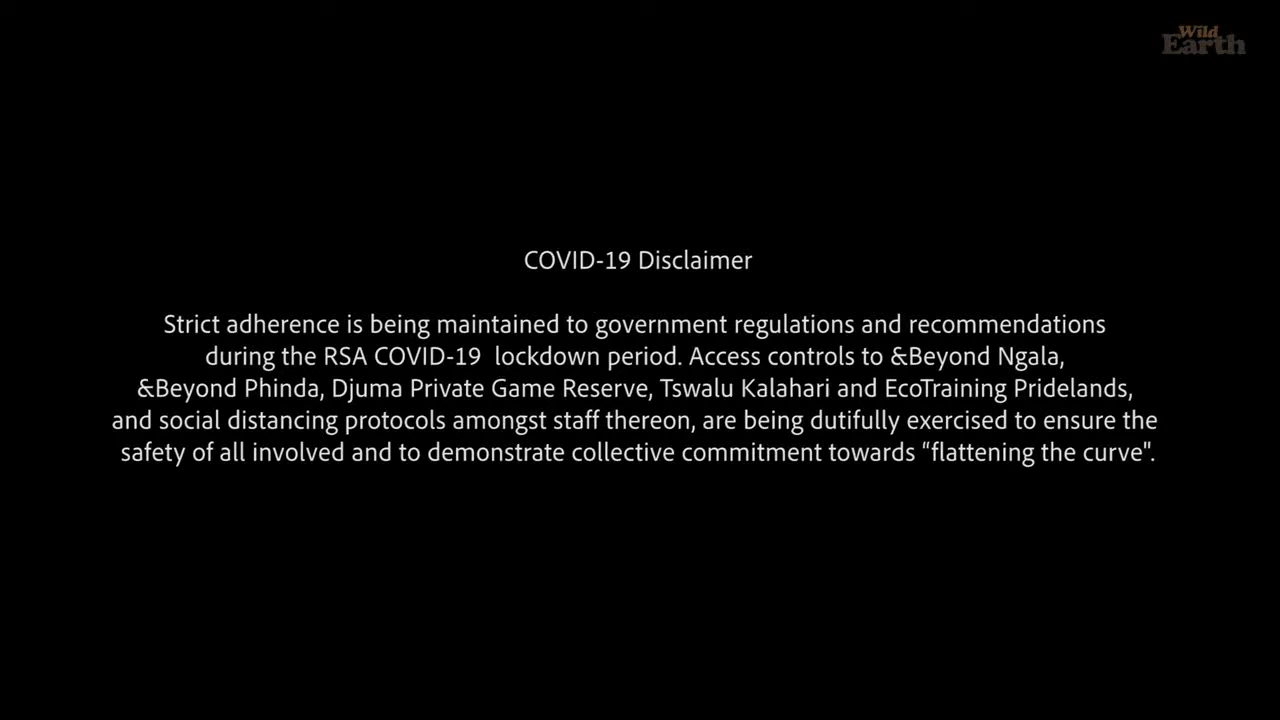 Wild
Earth
COVID-19 Disclaimer
Strict adherence is being maintained to government regulations and recommendations
during the RSA COVID-19  lockdown period. Access controls to &Beyond Ngala,
&Beyond Phinda, Djuma Private Game Reserve, Tswalu Kalahari and EcoTraining Pridelands,
and social distancing protocols amongst staff thereon, are being dutifully exercised to ensure the
safety of all involved and to demonstrate collective commitment towards “flattening the curve".